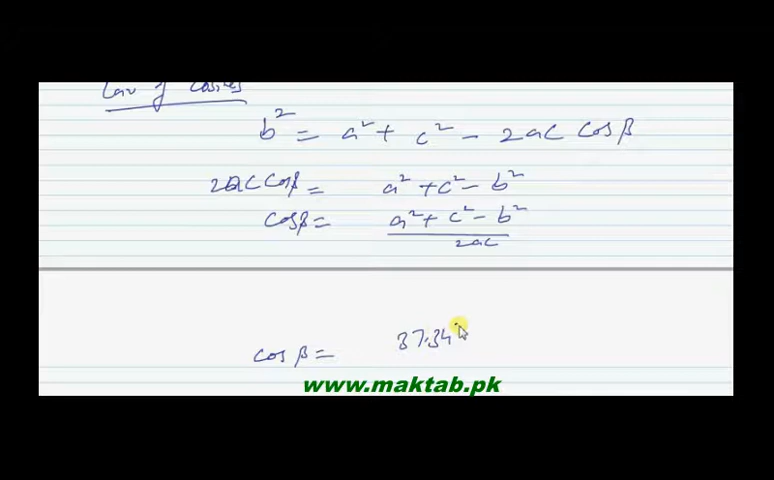 Law of Cosines
b² = a² + c² - 2ac Cos β
2ac Cos β = a² + c² - b²
Cos β = a² + c² - b² / 2ac
cos β = 37.34
www.maktab.pk